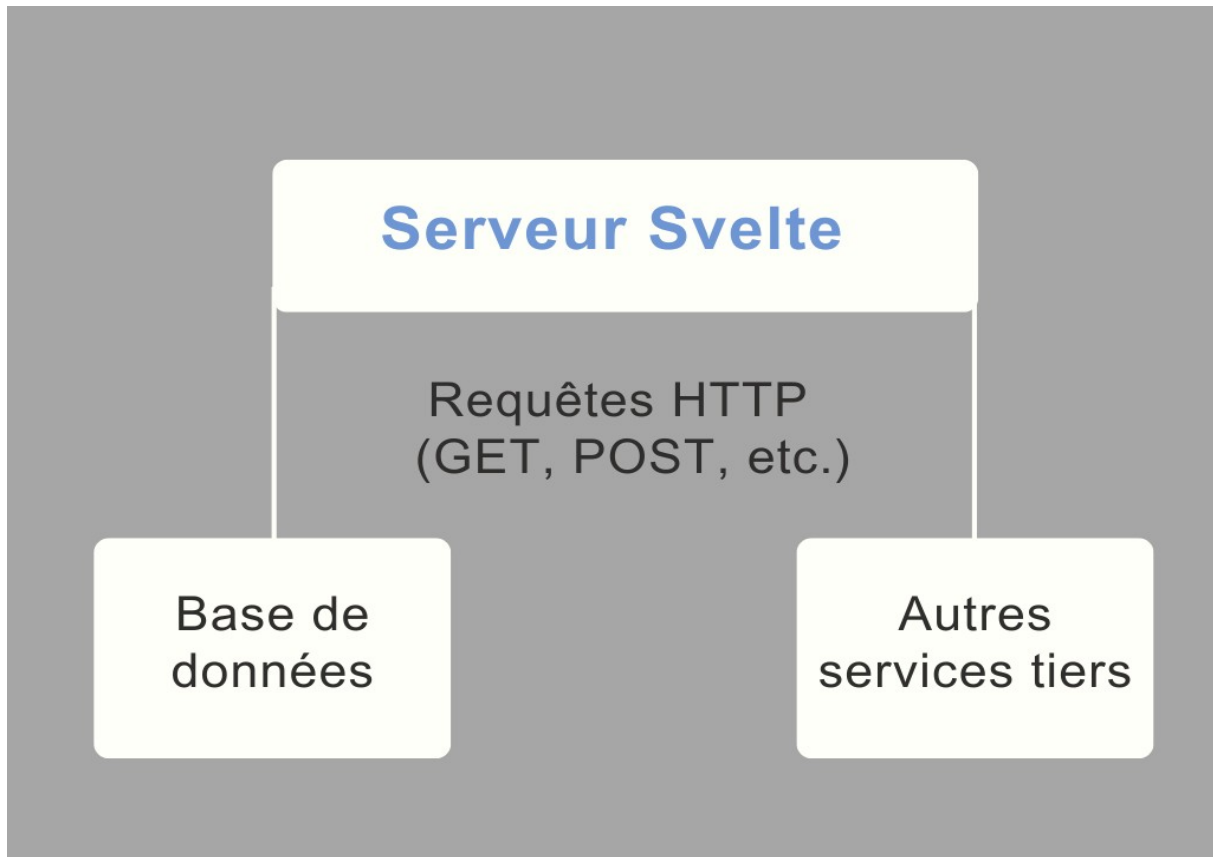 Serveur Svelte
Requêtes HTTP
(GET, POST, etc.)
Base de
données
Autres
services tiers